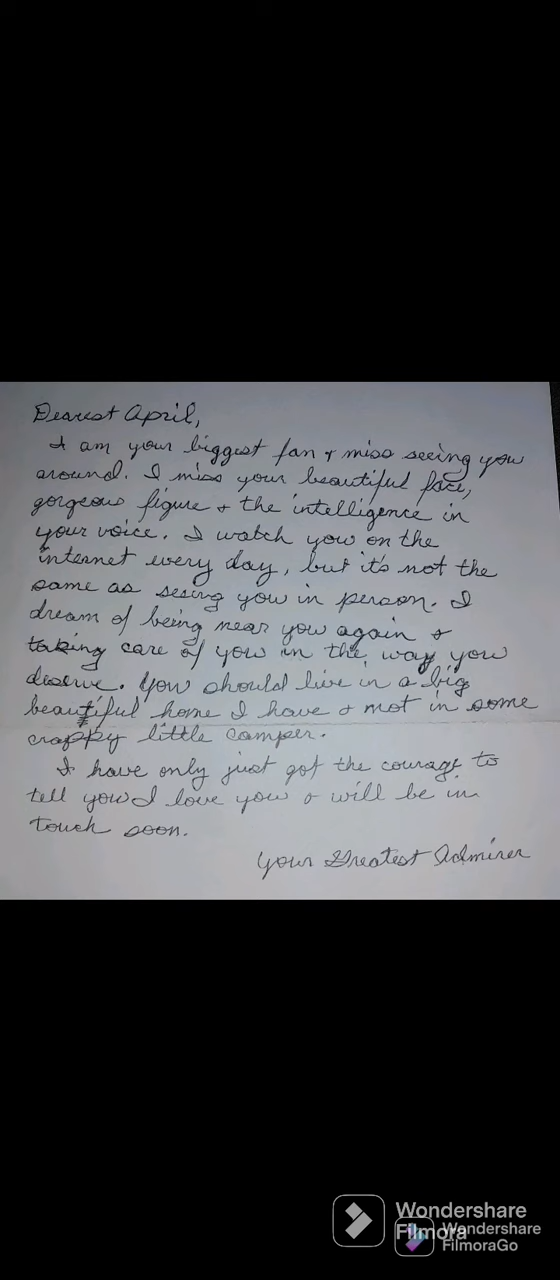 Dearest April,
I am your biggest fan & miss seeing you
around. I miss your beautiful face,
gorgeous figure & the intelligence in
your voice. I watch you on the
internet every day, but it's not the
same as seeing you in person. I
dream of being near you again &
taking care of you in the way you
deserve. You should live in a big
beautiful home I have & not in some
crappy little camper.
I have only just got the courage to
tell you I love you & will be in
touch soon.
Your Greatest Admirer
Wondershare
Filmora
Wondershare
FilmoraGo